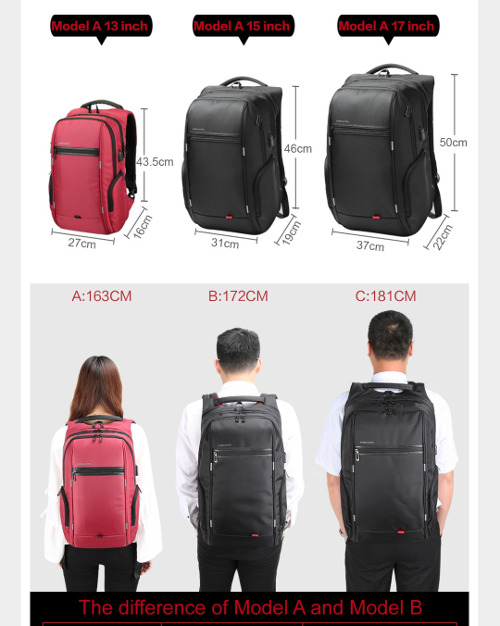 Model A 13 inch
Model A 15 inch
Model A 17 inch
43.5cm
46cm
50cm
27cm
16cm
31cm
19cm
37cm
22cm
A:163CM
B:172CM
C:181CM
The difference of Model A and Model B